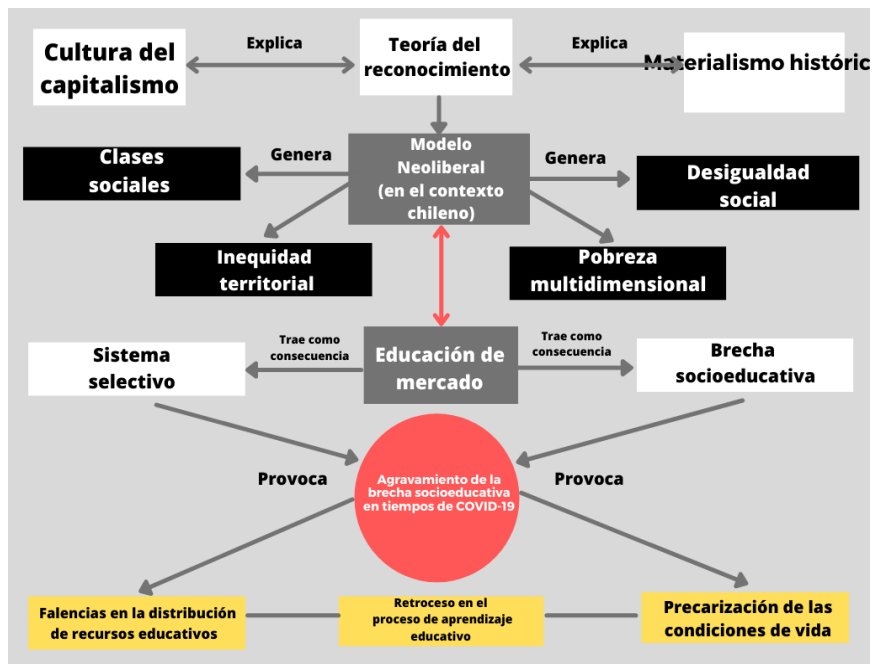 Cultura del
capitalismo
Explica
Teoría del
reconocimiento
Explica
Materialismo históric
Clases
sociales
Genera
Modelo
Neoliberal
(en el contexto
chileno)
Genera
Desigualdad
social
Inequidad
territorial
Pobreza
multidimensional
Sistema
selectivo
Trae como
consecuencia
Educación de
mercado
Trae como
consecuencia
Brecha
socioeducativa
Provoca
Agravamiento de la
brecha socioeducativa
en tiempos de COVID-19
Provoca
Falencias en la distribución
de recursos educativos
Retroceso en el
proceso de aprendizaje
educativo
Precarización de las
condiciones de vida